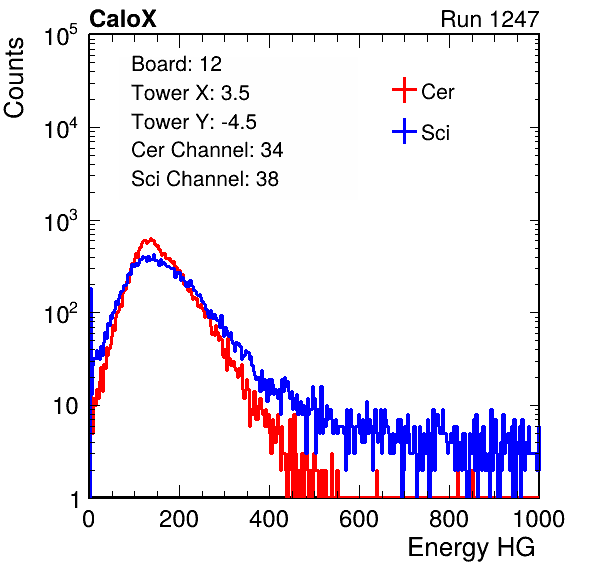 CaloX Run 1247
Counts
Board: 12
Tower X: 3.5
Tower Y: -4.5
Cer Channel: 34
Sci Channel: 38
Cer
Sci
10^5
10^4
10^3
10^2
10
1
0 200 400 600 800 1000
Energy HG